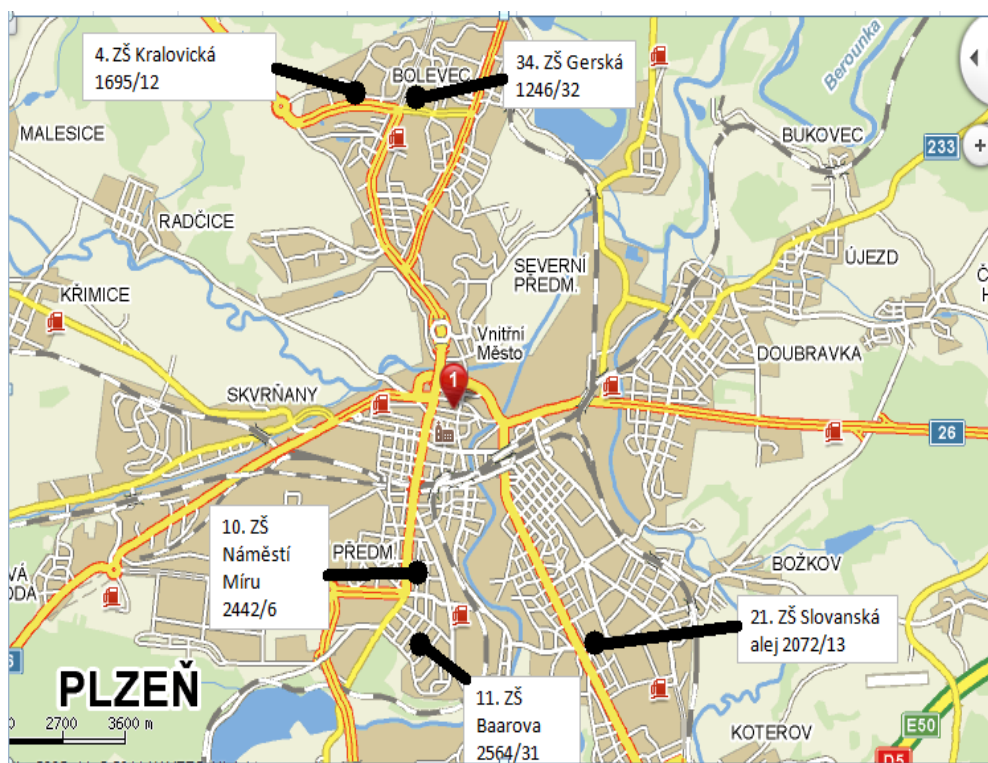 4. ZŠ Kralovická
1695/12
BOLEVEC
34. ZŠ Gerská
1246/32
Berounka
MALESICE
BUKOVEC
233
+
RADČICE
ÚJEZD
SEVERNÍ
PŘEDM.
KŘIMICE
Vnitřní
Město
DOUBRAVKA
1
SKVRŇANY
26
10. ZŠ
Náměstí
Míru
2442/6
PŘEDM.
BOŽKOV
21. ZŠ Slovanská
alej 2072/13
PLZEŇ
2700 3600 m
11. ZŠ
Baarova
2564/31
KOTEROV
E50
D5